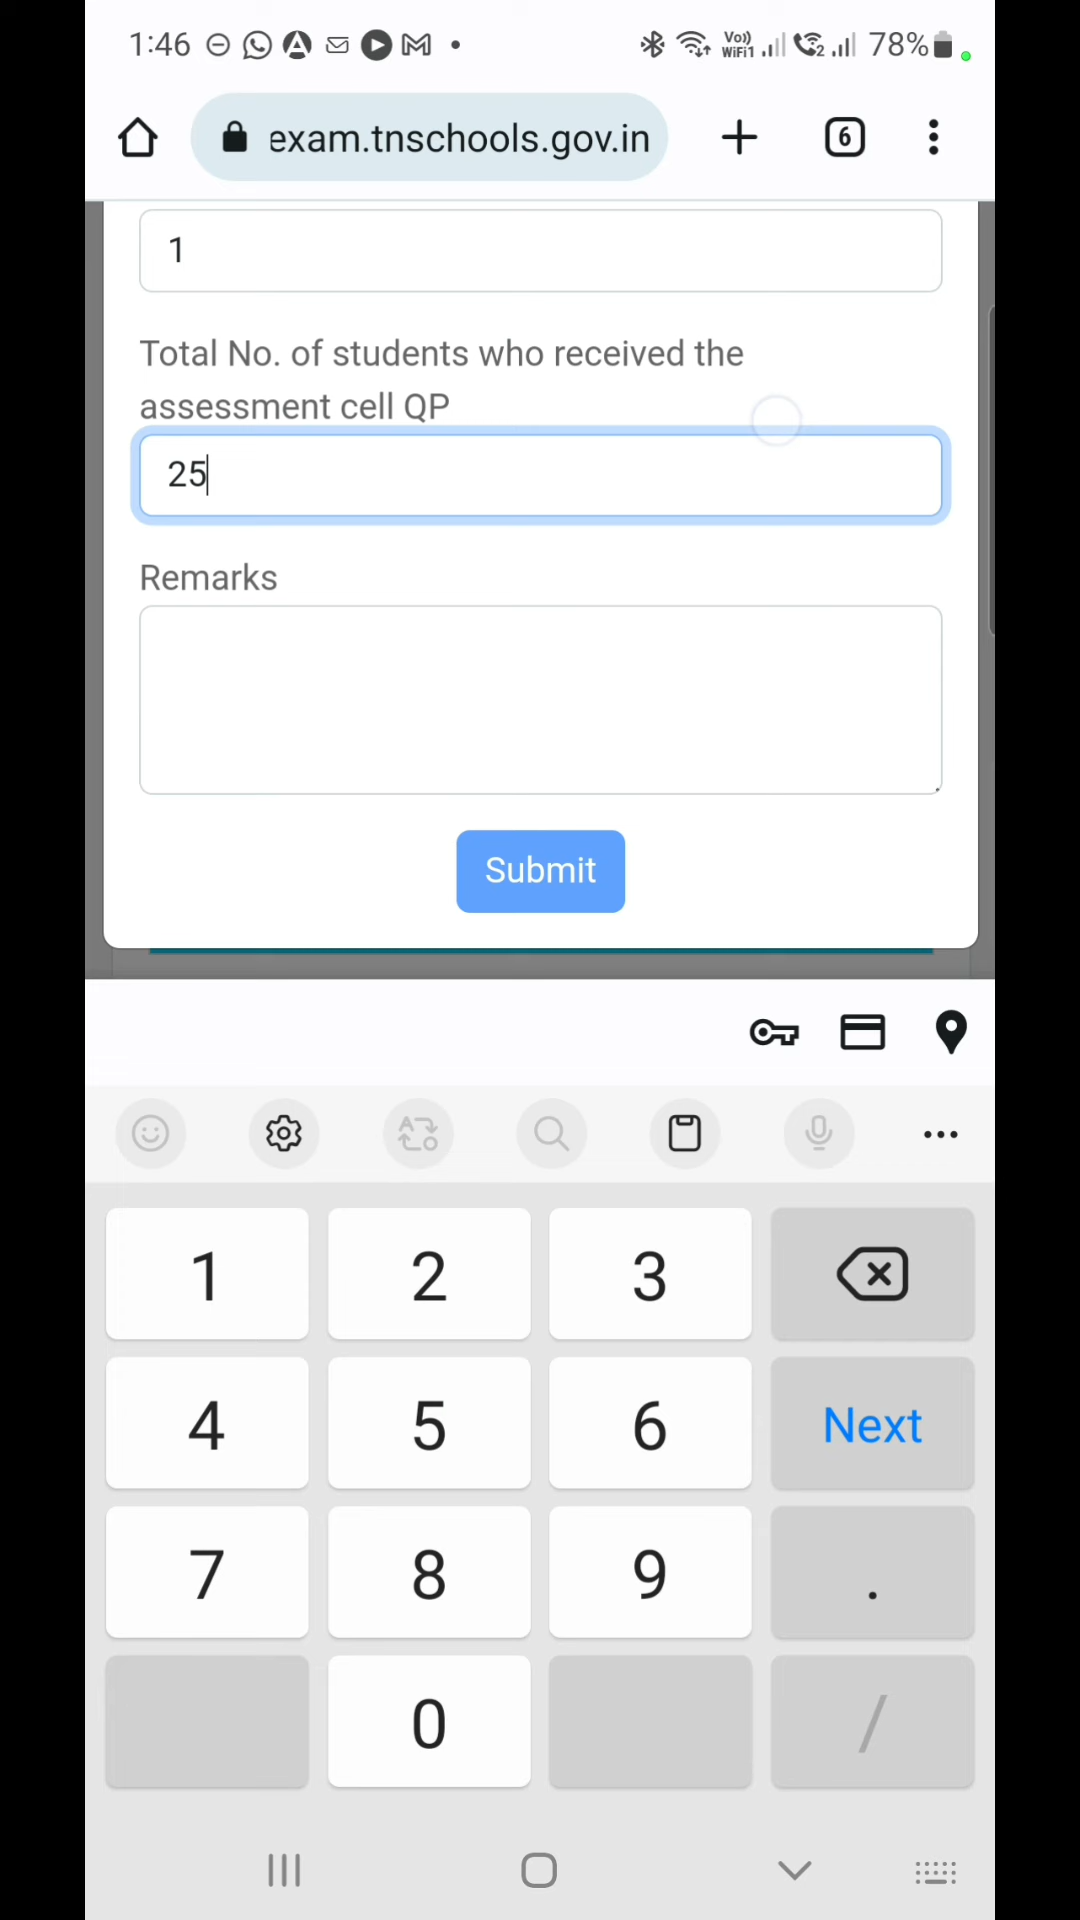 1:46
Vo)) WiFi1
2
78%
exam.tnschools.gov.in
6
1
Total No. of students who received the
assessment cell QP
25
Remarks
Submit
1 2 3
4 5 6 Next
7 8 9 .
0 /